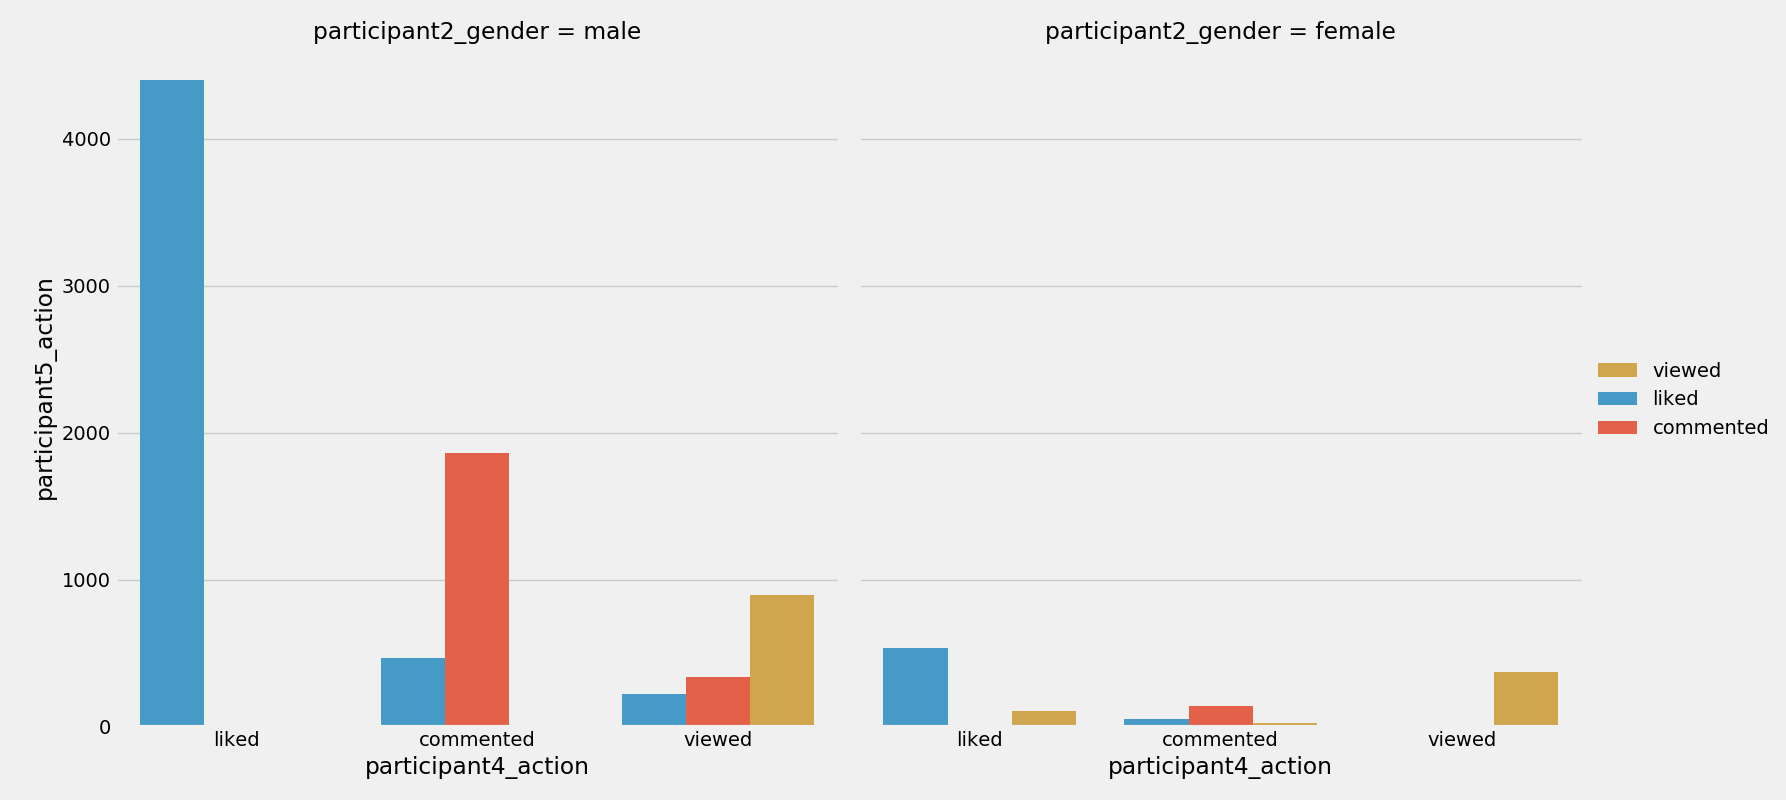 participant2_gender = male
participant2_gender = female
participant5_action
4000
3000
2000
1000
0
liked
commented
viewed
participant4_action
liked
commented
viewed
participant4_action
viewed
liked
commented